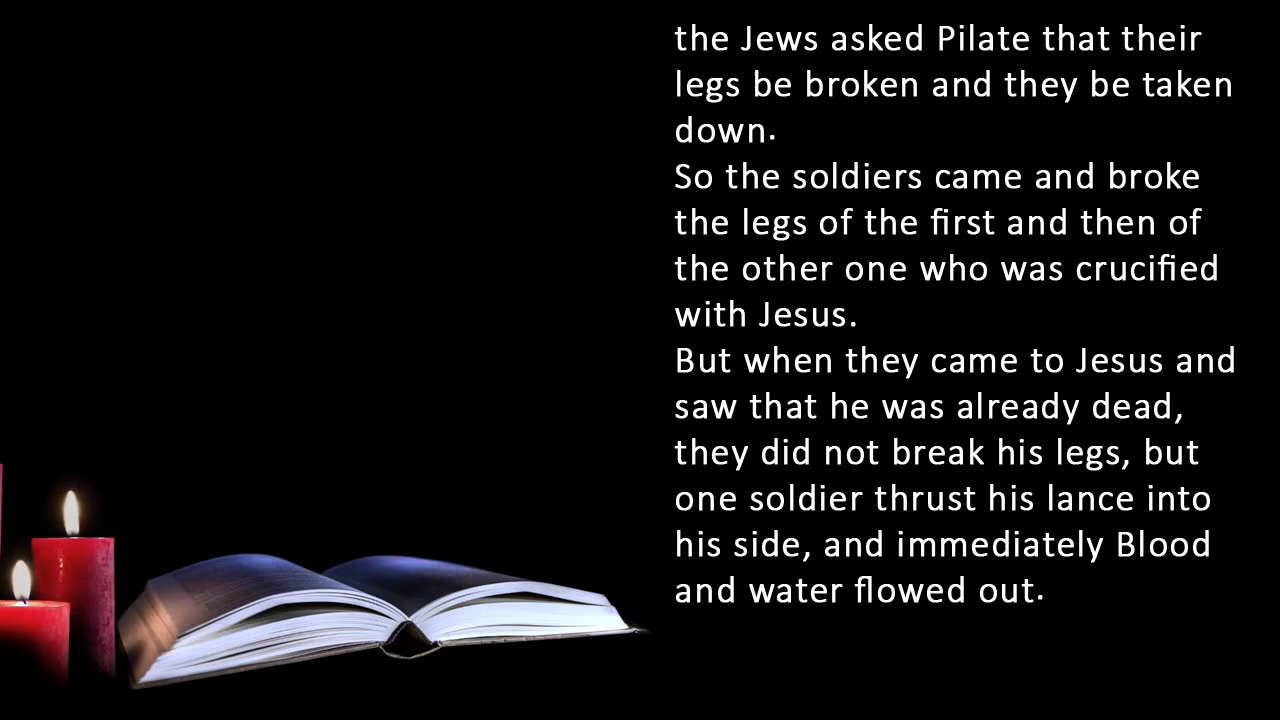 the Jews asked Pilate that their
legs be broken and they be taken
down.
So the soldiers came and broke
the legs of the first and then of
the other one who was crucified
with Jesus.
But when they came to Jesus and
saw that he was already dead,
they did not break his legs, but
one soldier thrust his lance into
his side, and immediately Blood
and water flowed out.